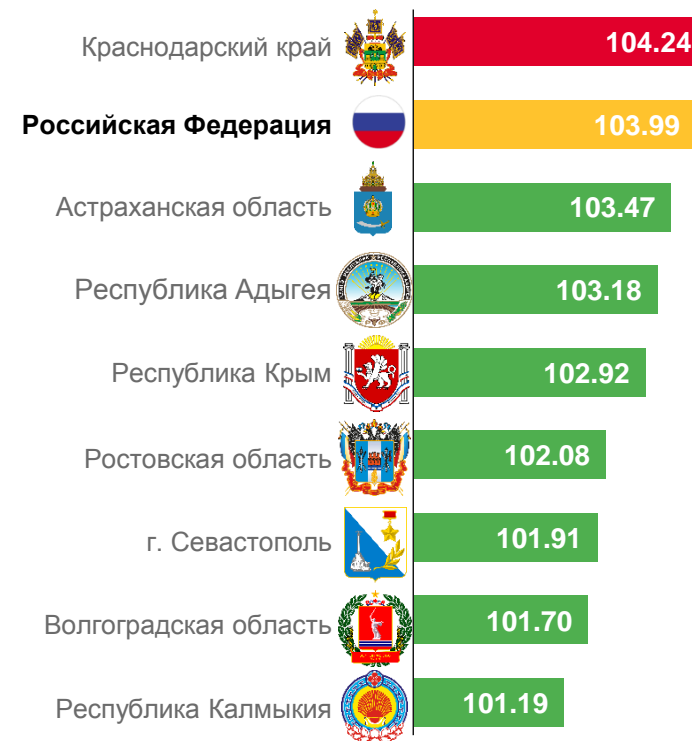 Краснодарский край 104.24
Российская Федерация 103.99
Астраханская область 103.47
Республика Адыгея 103.18
Республика Крым 102.92
Ростовская область 102.08
г. Севастополь 101.91
Волгоградская область 101.70
Республика Калмыкия 101.19